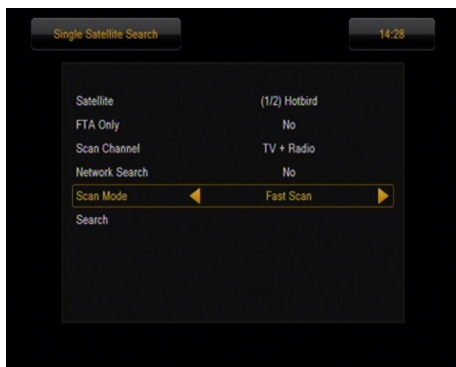 Single Satellite Search 14:28
Satellite (1/2) Hotbird
FTA Only No
Scan Channel TV + Radio
Network Search No
Scan Mode Fast Scan
Search